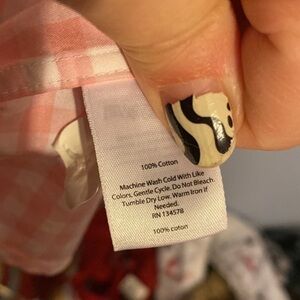 100% Cotton
Machine Wash Cold With Like
Colors, Gentle Cycle. Do Not Bleach.
Tumble Dry Low. Warm Iron If
Needed.
RN 134578
100% coton